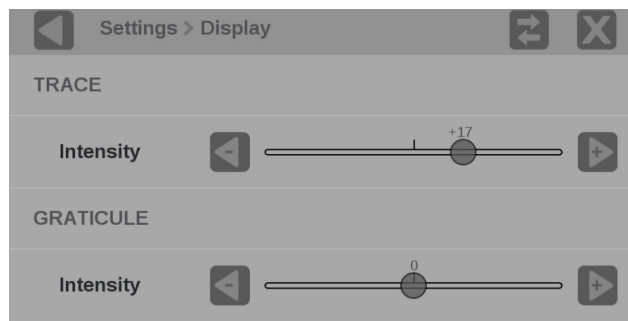 Settings > Display
TRACE
+17
Intensity - +
GRATICULE
0
Intensity - +